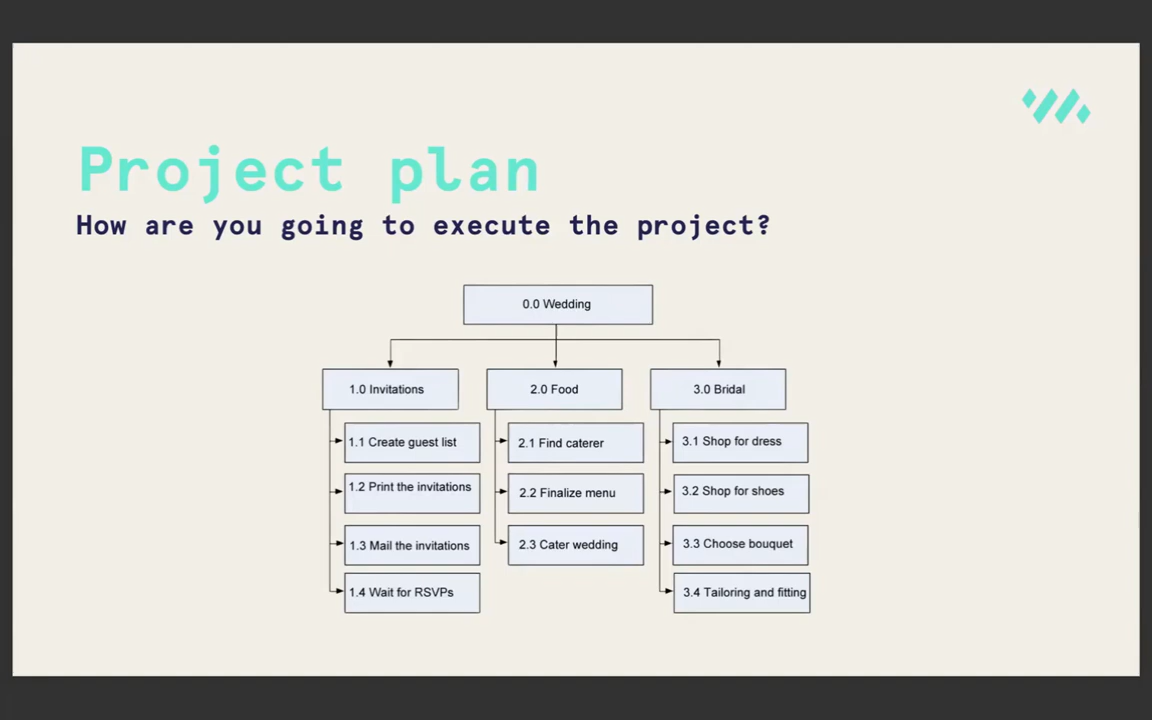 Project plan
How are you going to execute the project?
0.0 Wedding
1.0 Invitations
1.1 Create guest list
1.2 Print the invitations
1.3 Mail the invitations
1.4 Wait for RSVPs
2.0 Food
2.1 Find caterer
2.2 Finalize menu
2.3 Cater wedding
3.0 Bridal
3.1 Shop for dress
3.2 Shop for shoes
3.3 Choose bouquet
3.4 Tailoring and fitting